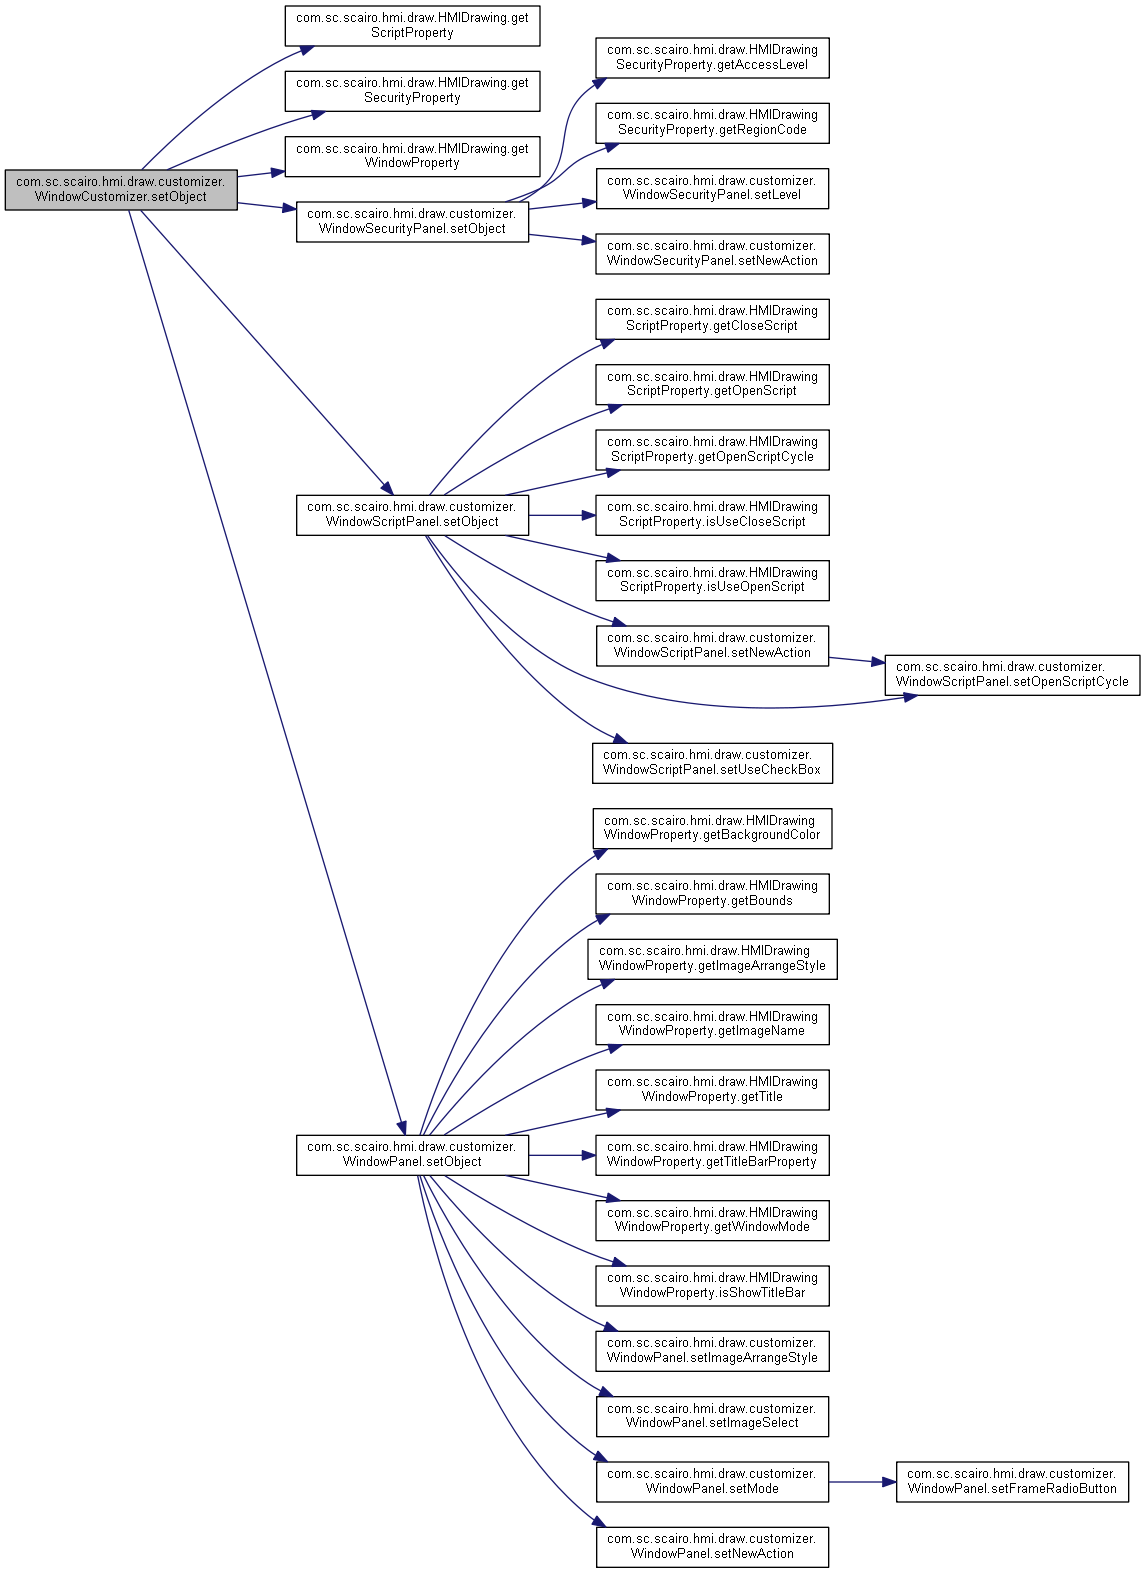 com.sc.scairo.hmi.draw.HMIDrawing.get
ScriptProperty
com.sc.scairo.hmi.draw.HMIDrawing.get
SecurityProperty
com.sc.scairo.hmi.draw.HMIDrawing.get
WindowProperty
com.sc.scairo.hmi.draw.customizer.
WindowCustomizer.setObject
com.sc.scairo.hmi.draw.customizer.
WindowSecurityPanel.setObject
com.sc.scairo.hmi.draw.HMIDrawing
SecurityProperty.getAccessLevel
com.sc.scairo.hmi.draw.HMIDrawing
SecurityProperty.getRegionCode
com.sc.scairo.hmi.draw.customizer.
WindowSecurityPanel.setLevel
com.sc.scairo.hmi.draw.customizer.
WindowSecurityPanel.setNewAction
com.sc.scairo.hmi.draw.HMIDrawing
ScriptProperty.getCloseScript
com.sc.scairo.hmi.draw.HMIDrawing
ScriptProperty.getOpenScript
com.sc.scairo.hmi.draw.HMIDrawing
ScriptProperty.getOpenScriptCycle
com.sc.scairo.hmi.draw.customizer.
WindowScriptPanel.setObject
com.sc.scairo.hmi.draw.HMIDrawing
ScriptProperty.isUseCloseScript
com.sc.scairo.hmi.draw.HMIDrawing
ScriptProperty.isUseOpenScript
com.sc.scairo.hmi.draw.customizer.
WindowScriptPanel.setNewAction
com.sc.scairo.hmi.draw.customizer.
WindowScriptPanel.setOpenScriptCycle
com.sc.scairo.hmi.draw.customizer.
WindowScriptPanel.setUseCheckBox
com.sc.scairo.hmi.draw.HMIDrawing
WindowProperty.getBackgroundColor
com.sc.scairo.hmi.draw.HMIDrawing
WindowProperty.getBounds
com.sc.scairo.hmi.draw.HMIDrawing
WindowProperty.getImageArrangeStyle
com.sc.scairo.hmi.draw.HMIDrawing
WindowProperty.getImageName
com.sc.scairo.hmi.draw.HMIDrawing
WindowProperty.getTitle
com.sc.scairo.hmi.draw.customizer.
WindowPanel.setObject
com.sc.scairo.hmi.draw.HMIDrawing
WindowProperty.getTitleBarProperty
com.sc.scairo.hmi.draw.HMIDrawing
WindowProperty.getWindowMode
com.sc.scairo.hmi.draw.HMIDrawing
WindowProperty.isShowTitleBar
com.sc.scairo.hmi.draw.customizer.
WindowPanel.setImageArrangeStyle
com.sc.scairo.hmi.draw.customizer.
WindowPanel.setImageSelect
com.sc.scairo.hmi.draw.customizer.
WindowPanel.setMode
com.sc.scairo.hmi.draw.customizer.
WindowPanel.setFrameRadioButton
com.sc.scairo.hmi.draw.customizer.
WindowPanel.setNewAction